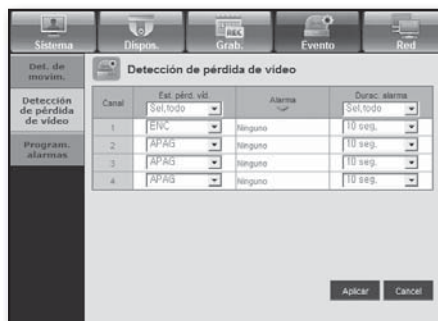 Sistema Dispos. Grab. Evento Red
REC
Det. de movim.
Detección de pérdida de vídeo
Program. alarmas
Detección de pérdida de vídeo
Canal Est. pérd. víd. Alarma Durac. alarma
Sel,todo Sel,todo
1 ENC Ninguno 10 seg.
2 APAG Ninguno 10 seg.
3 APAG Ninguno 10 seg.
4 APAG Ninguno 10 seg.
Aplicar Cancel